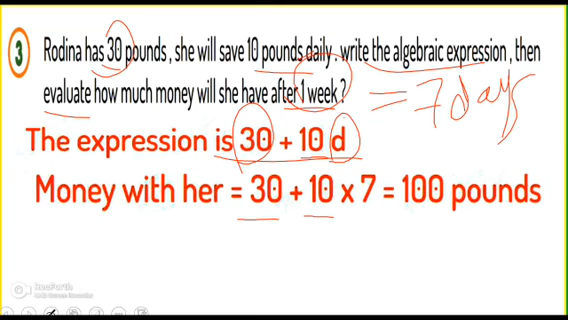 3 Rodina has 30 pounds, she will save 10 pounds daily, write the algebraic expression, then
evaluate how much money will she have after 1 week?
= 7 days
The expression is 30 + 10 d
Money with her = 30 + 10 x 7 = 100 pounds